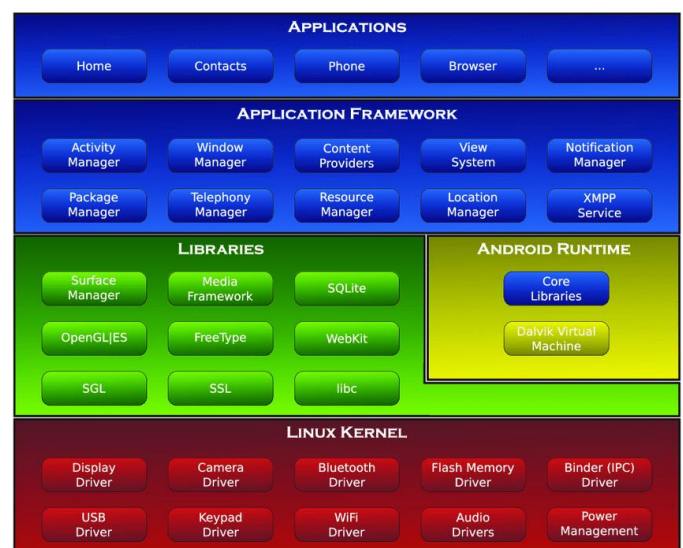 APPLICATIONS
Home
Contacts
Phone
Browser
...
APPLICATION FRAMEWORK
Activity
Manager
Window
Manager
Content
Providers
View
System
Notification
Manager
Package
Manager
Telephony
Manager
Resource
Manager
Location
Manager
XMPP
Service
LIBRARIES
Surface
Manager
Media
Framework
SQLite
OpenGL|ES
FreeType
WebKit
SGL
SSL
libc
ANDROID RUNTIME
Core
Libraries
Dalvik Virtual
Machine
LINUX KERNEL
Display
Driver
Camera
Driver
Bluetooth
Driver
Flash Memory
Driver
Binder (IPC)
Driver
USB
Driver
Keypad
Driver
WiFi
Driver
Audio
Drivers
Power
Management